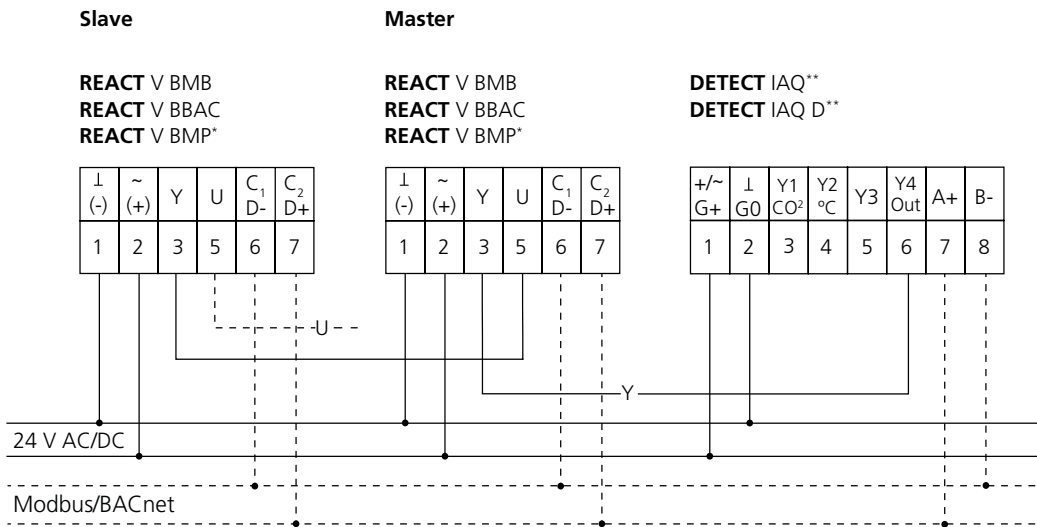 Slave Master
REACT V BMB REACT V BMB DETECT IAQ**
REACT V BBAC REACT V BBAC DETECT IAQ D**
REACT V BMP* REACT V BMP*
⊥ ~ Y U C₁ C₂ ⊥ ~ Y U C₁ C₂ +/~ ⊥ Y1 Y2 Y3 Y4 A+ B-
(-) (+) D- D+ (-) (+) D- D+ G+ G0 CO² ºC Out
1 2 3 5 6 7 1 2 3 5 6 7 1 2 3 4 5 6 7 8
U
Y
24 V AC/DC
Modbus/BACnet